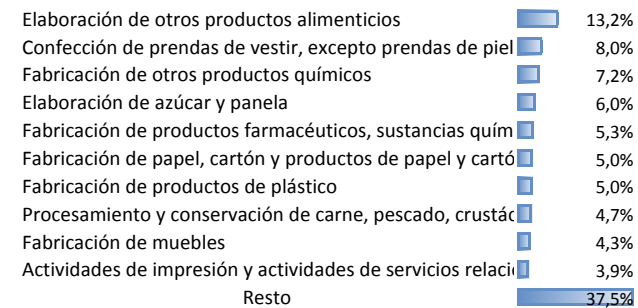 Elaboración de otros productos alimenticios 13,2%
Confección de prendas de vestir, excepto prendas de piel 8,0%
Fabricación de otros productos químicos 7,2%
Elaboración de azúcar y panela 6,0%
Fabricación de productos farmacéuticos, sustancias quím 5,3%
Fabricación de papel, cartón y productos de papel y cartó 5,0%
Fabricación de productos de plástico 5,0%
Procesamiento y conservación de carne, pescado, crustác 4,7%
Fabricación de muebles 4,3%
Actividades de impresión y actividades de servicios relaci 3,9%
Resto 37,5%